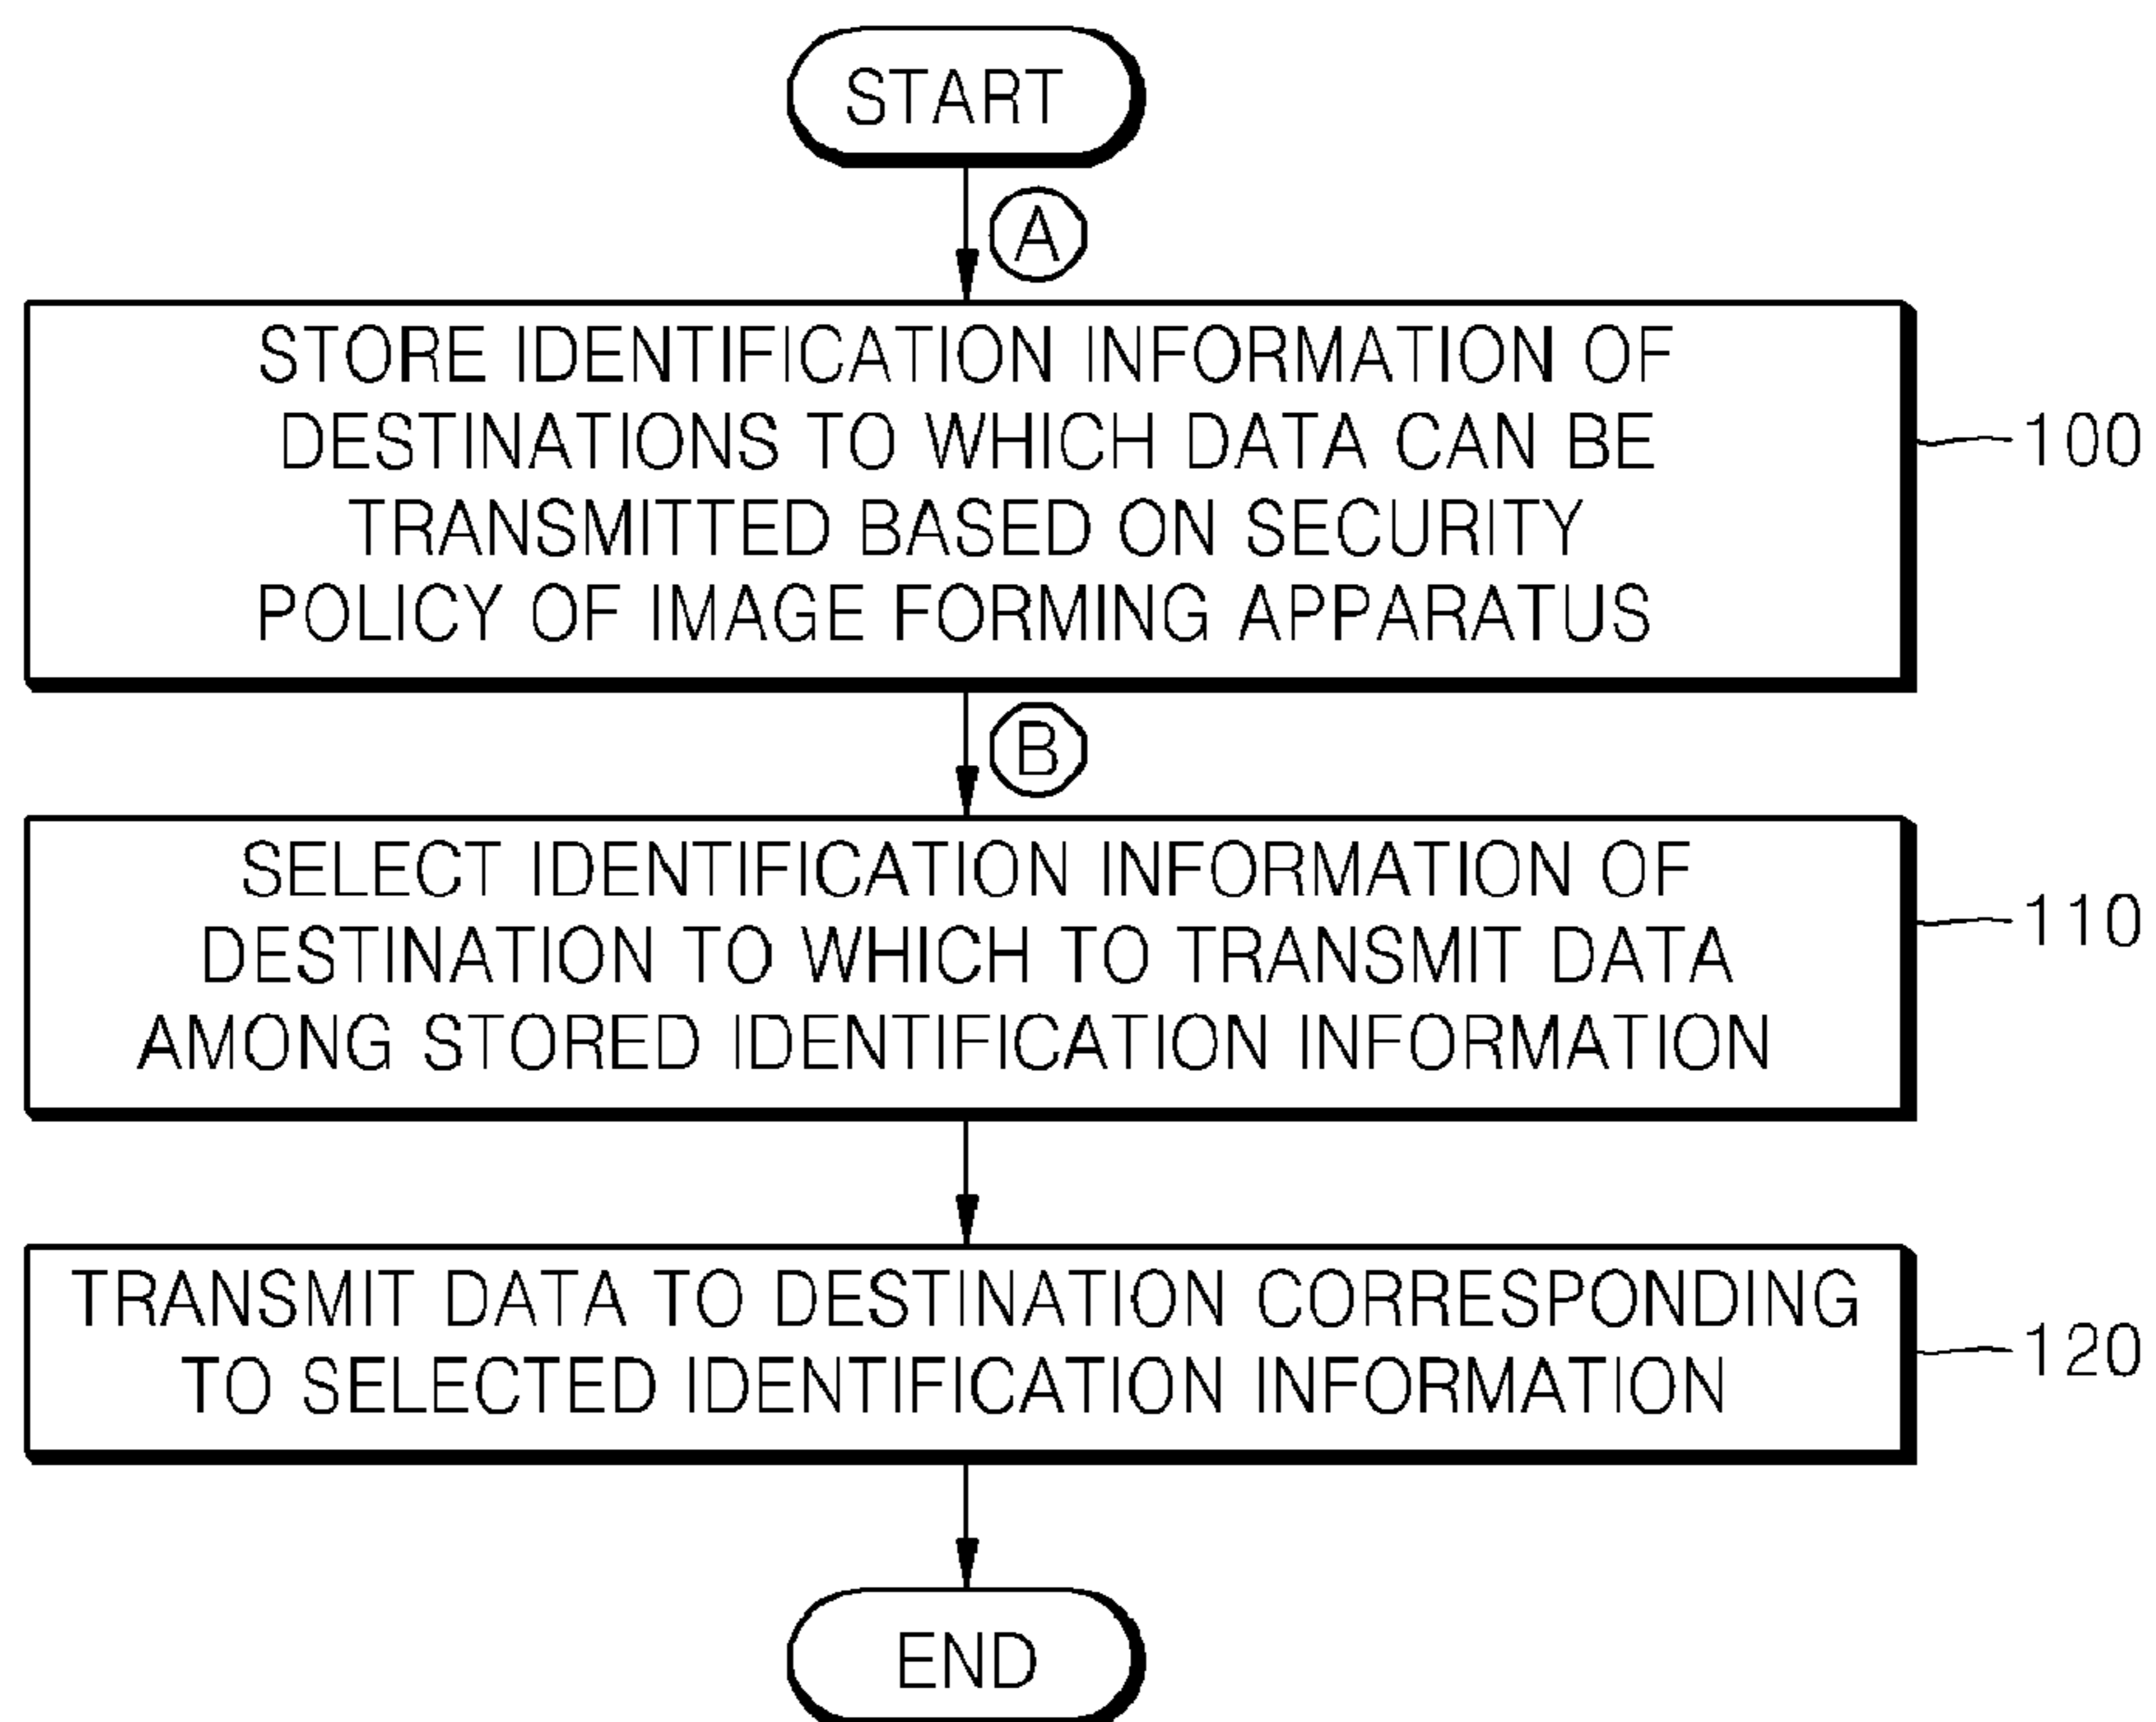 START
A
STORE IDENTIFICATION INFORMATION OF
DESTINATIONS TO WHICH DATA CAN BE
TRANSMITTED BASED ON SECURITY
POLICY OF IMAGE FORMING APPARATUS
100
B
SELECT IDENTIFICATION INFORMATION OF
DESTINATION TO WHICH TO TRANSMIT DATA
AMONG STORED IDENTIFICATION INFORMATION
110
TRANSMIT DATA TO DESTINATION CORRESPONDING
TO SELECTED IDENTIFICATION INFORMATION
120
END